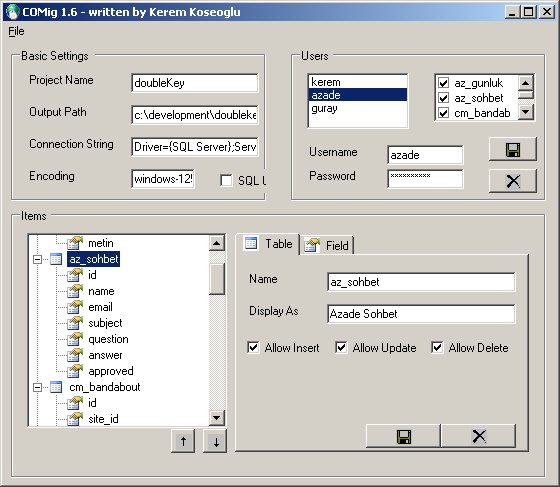 COMig 1.6 - written by Kerem Koseoglu
File
Basic Settings
Project Name
doubleKey
Output Path
c:\development\doubleke
Connection String
Driver={SQL Server};Serv
Encoding
windows-125
SQL U
Users
kerem
azade
guray
az_gunluk
az_sohbet
cm_bandab
Username
azade
Password
**********
Items
metin
az_sohbet
id
name
email
subject
question
answer
approved
cm_bandabout
id
site_id
Table
Field
Name
az_sohbet
Display As
Azade Sohbet
Allow Insert
Allow Update
Allow Delete